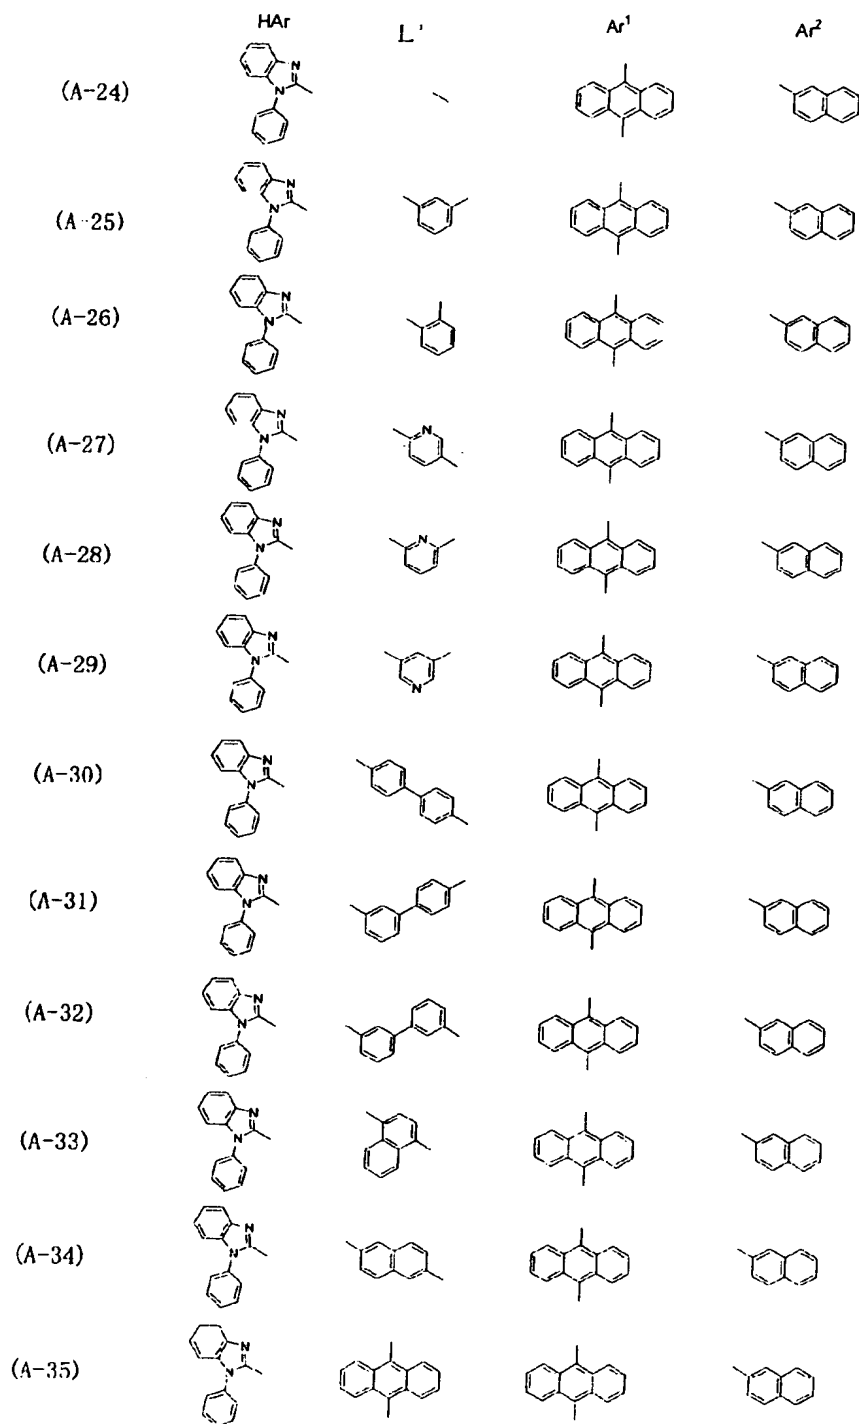 HAr L' Ar¹ Ar²
(A-24) N N
(A-25) N N
(A-26) N N
(A-27) N N N
(A-28) N N N
(A-29) N N N
(A-30) N N
(A-31) N N
(A-32) N N
(A-33) N N
(A-34) N N
(A-35) N N